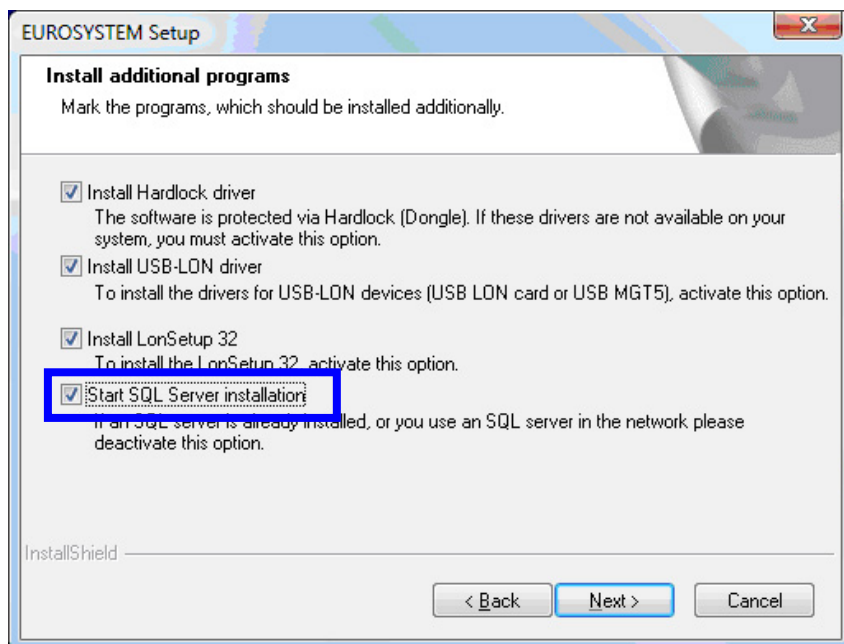 EUROSYSTEM Setup
Install additional programs
Mark the programs, which should be installed additionally.
Install Hardlock driver
The software is protected via Hardlock (Dongle). If these drivers are not available on your
system, you must activate this option.
Install USB-LON driver
To install the drivers for USB-LON devices (USB LON card or USB MGT5), activate this option.
Install LonSetup 32
To install the LonSetup 32, activate this option.
Start SQL Server installation
If an SQL server is already installed, or you use an SQL server in the network please
deactivate this option.
InstallShield
< Back
Next >
Cancel